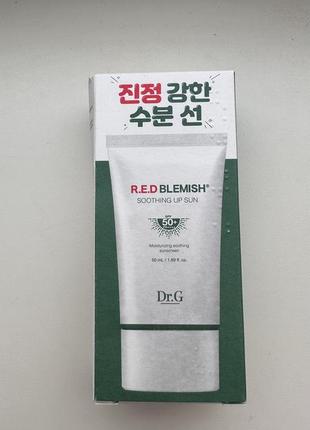 진정 강한
수분 선
R.E.D BLEMISH®
SOOTHING UP SUN
SPF
50+
Moisturizing soothing
sunscreen
50 mL / 1.69 fl. oz.
Dr.G